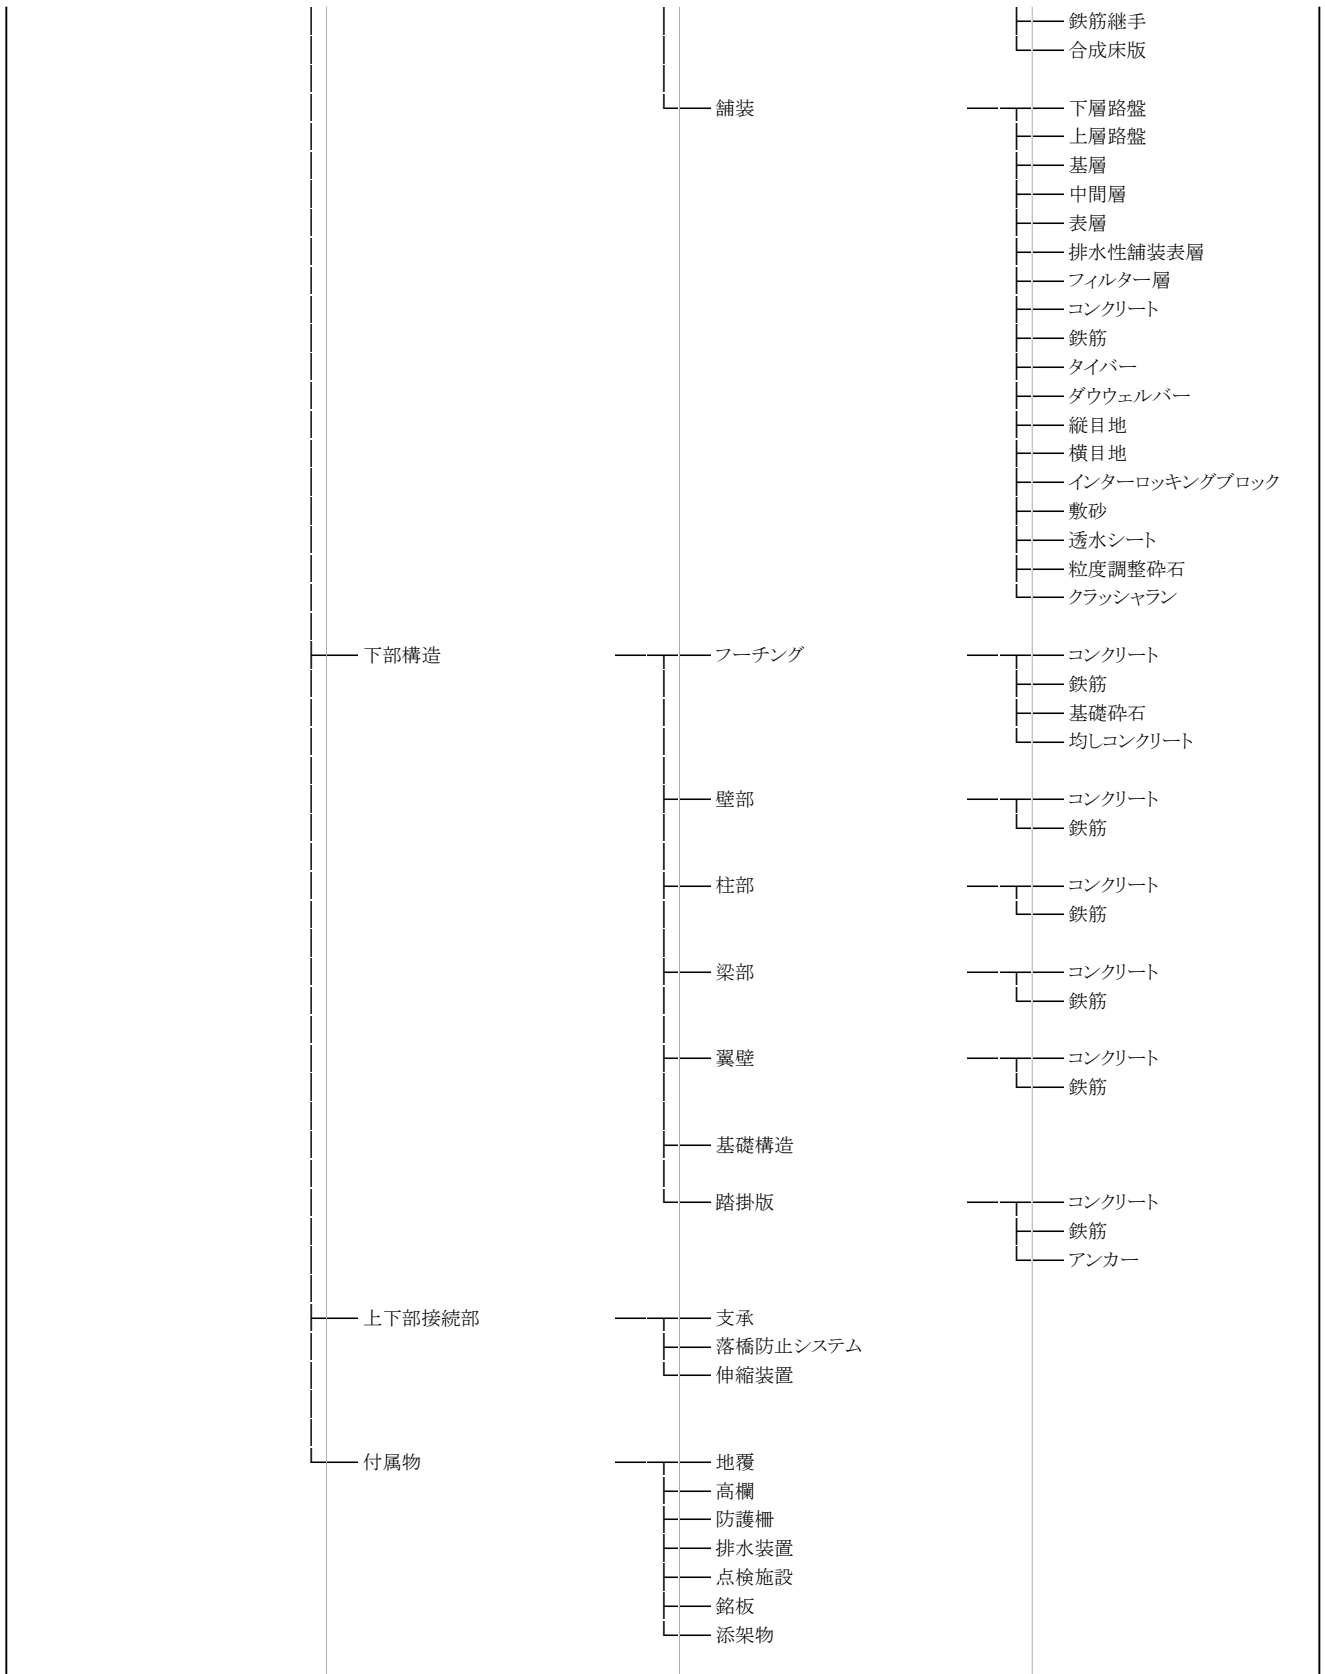 鉄筋継手
合成床版
舗装 下層路盤
上層路盤
基層
中間層
表層
排水性舗装表層
フィルター層
コンクリート
鉄筋
タイバー
ダウウェルバー
縦目地
横目地
インターロッキングブロック
敷砂
透水シート
粒度調整砕石
クラッシャラン
下部構造 フーチング コンクリート
鉄筋
基礎砕石
均しコンクリート
壁部 コンクリート
鉄筋
柱部 コンクリート
鉄筋
梁部 コンクリート
鉄筋
翼壁 コンクリート
鉄筋
基礎構造
踏掛版 コンクリート
鉄筋
アンカー
上下部接続部 支承
落橋防止システム
伸縮装置
付属物 地覆
高欄
防護柵
排水装置
点検施設
銘板
添架物